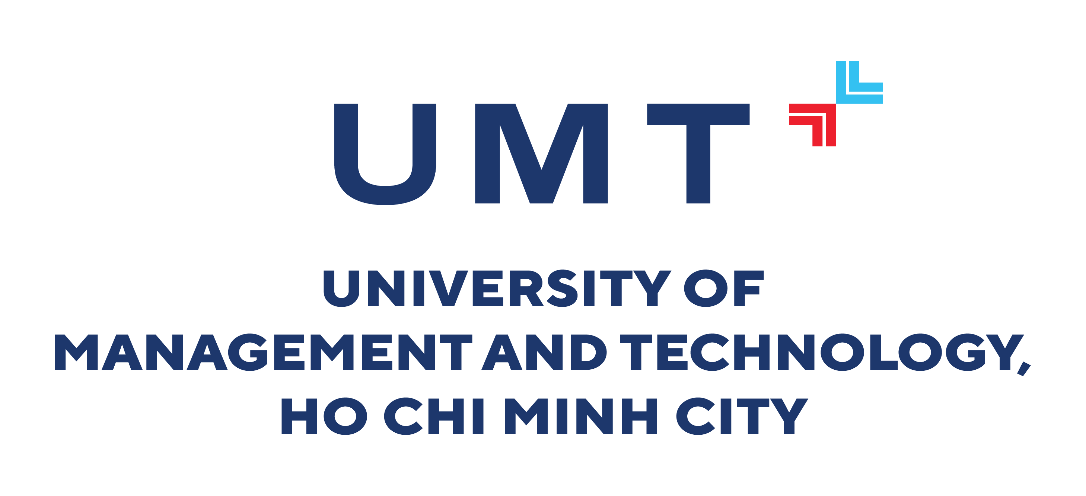 UMT
UNIVERSITY OF
MANAGEMENT AND TECHNOLOGY,
HO CHI MINH CITY